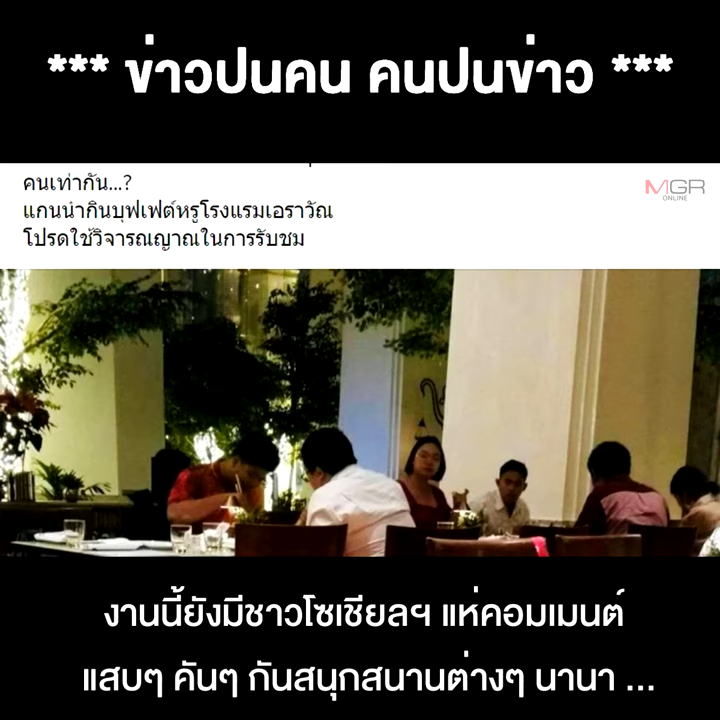 *** ข่าวปนคน คนปนข่าว ***
คนเท่ากัน...?
MGR
ONLINE
แกนนำกินบุฟเฟต์หรูโรงแรมเอราวัณ
โปรดใช้วิจารณญาณในการรับชม
งานนี้ยังมีชาวโซเชียลฯ แห่คอมเมนต์
แสบๆ คันๆ กันสนุกสนานต่างๆ นานา ...